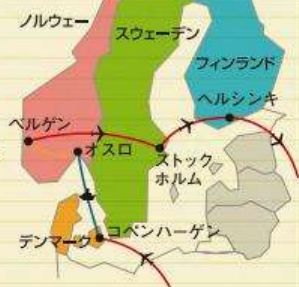 ノルウェー
スウェーデン
フィンランド
ヘルシンキ
ベルゲン
オスロ
ストック
ホルム
コペンハーゲン
デンマーク